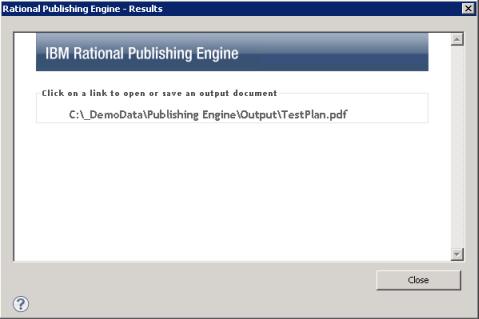 Rational Publishing Engine - Results
IBM Rational Publishing Engine
Click on a link to open or save an output document
C:\_DemoData\Publishing Engine\Output\TestPlan.pdf
Close
?